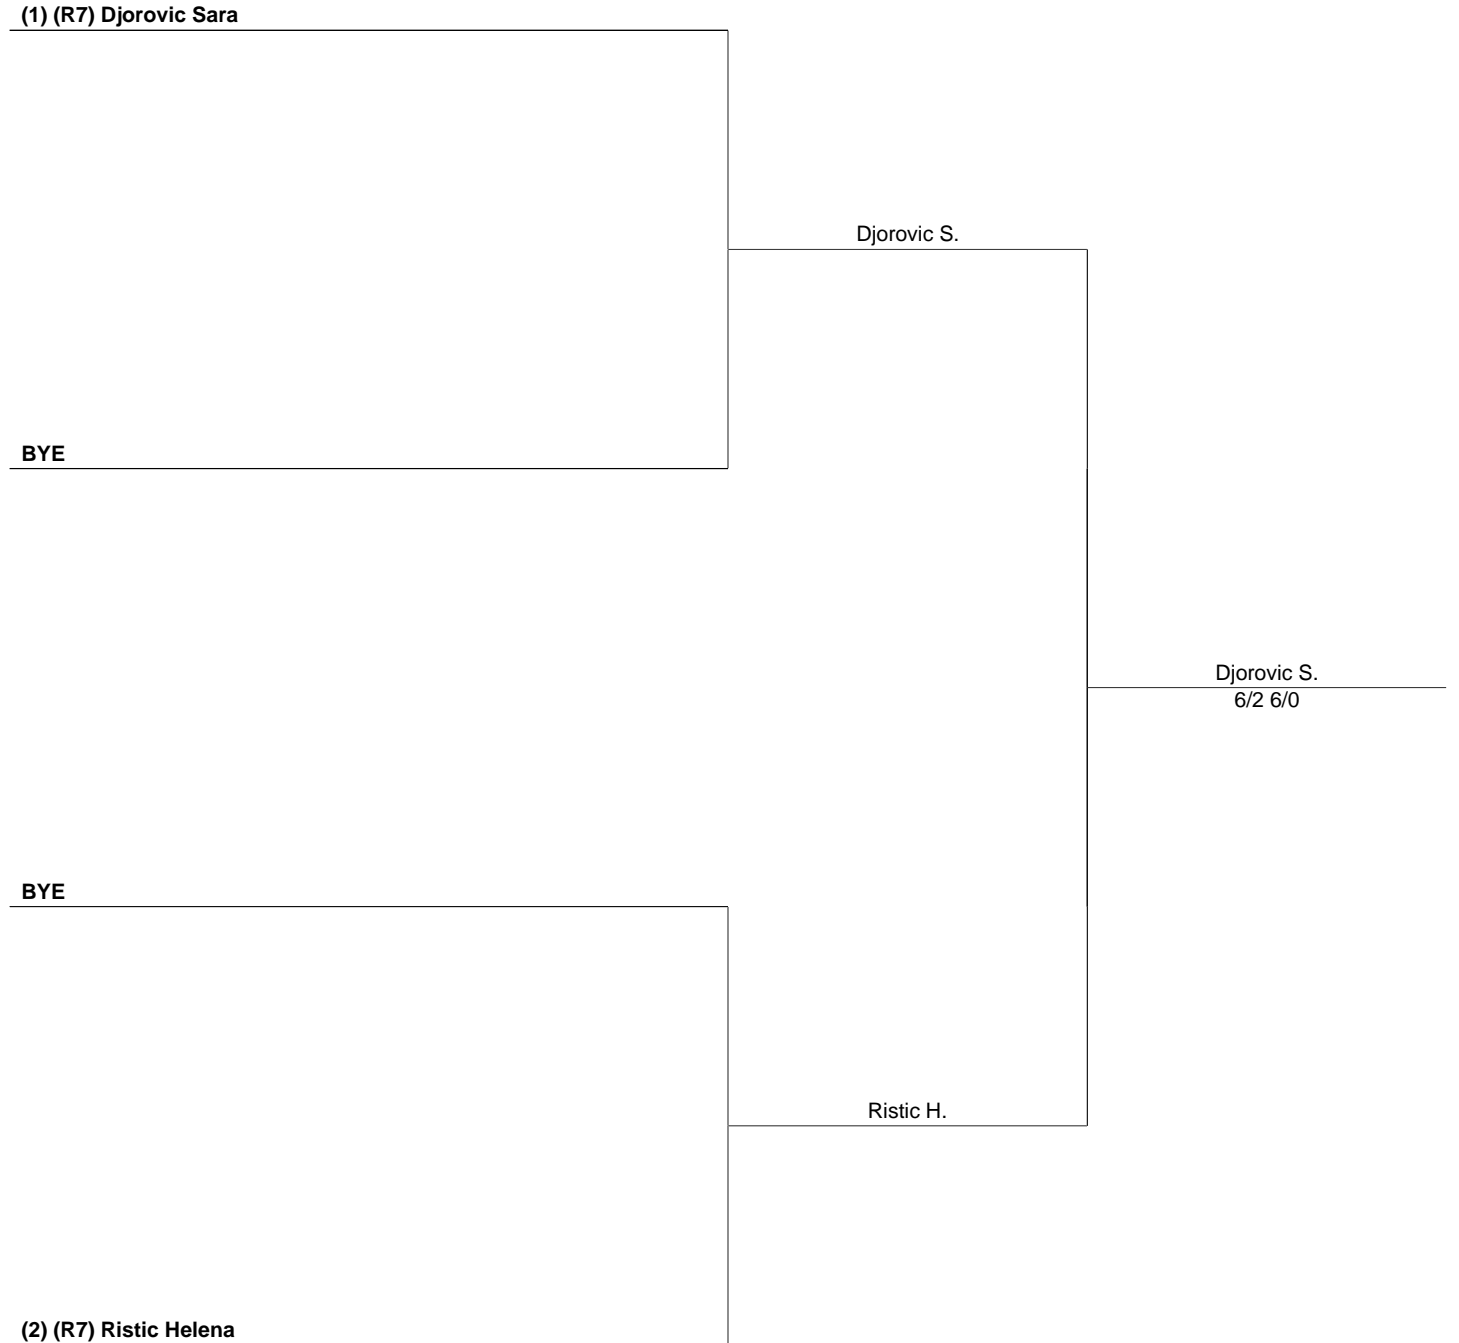 (1) (R7) Djorovic Sara
Djorovic S.
BYE
Djorovic S.
6/2 6/0
BYE
Ristic H.
(2) (R7) Ristic Helena